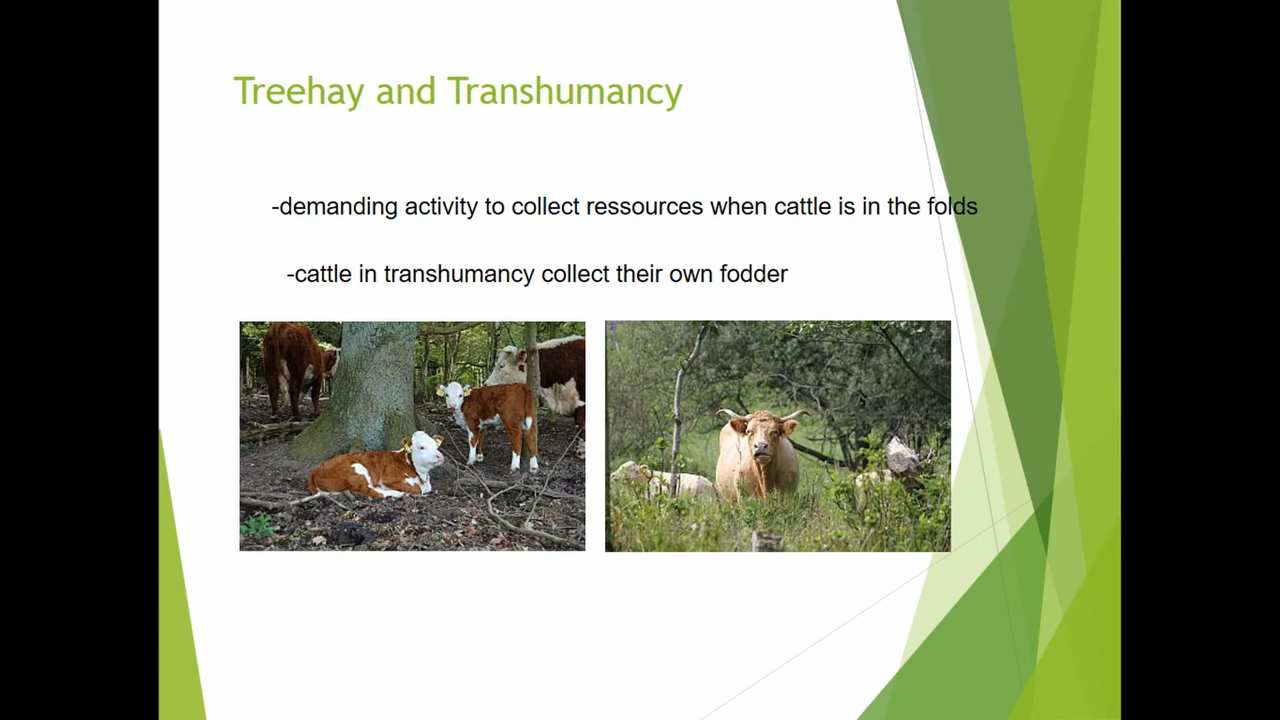 Treehay and Transhumancy
-demanding activity to collect ressources when cattle is in the folds
-cattle in transhumancy collect their own fodder